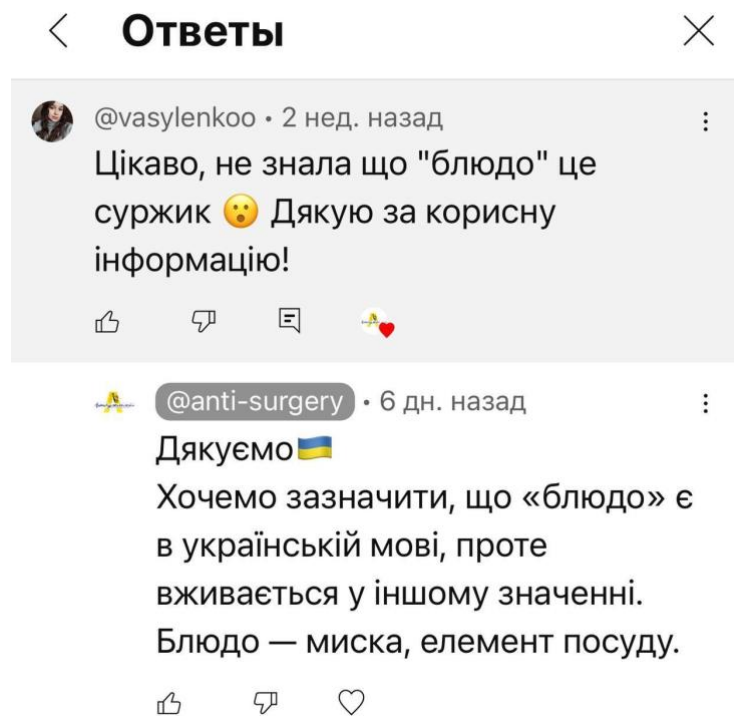 Ответы
@vasylenkoo • 2 нед. назад
Цікаво, не знала що "блюдо" це
суржик 😮 Дякую за корисну
інформацію!
@anti-surgery • 6 дн. назад
Дякуємо🇺🇦
Хочемо зазначити, що «блюдо» є
в українській мові, проте
вживається у іншому значенні.
Блюдо — миска, елемент посуду.